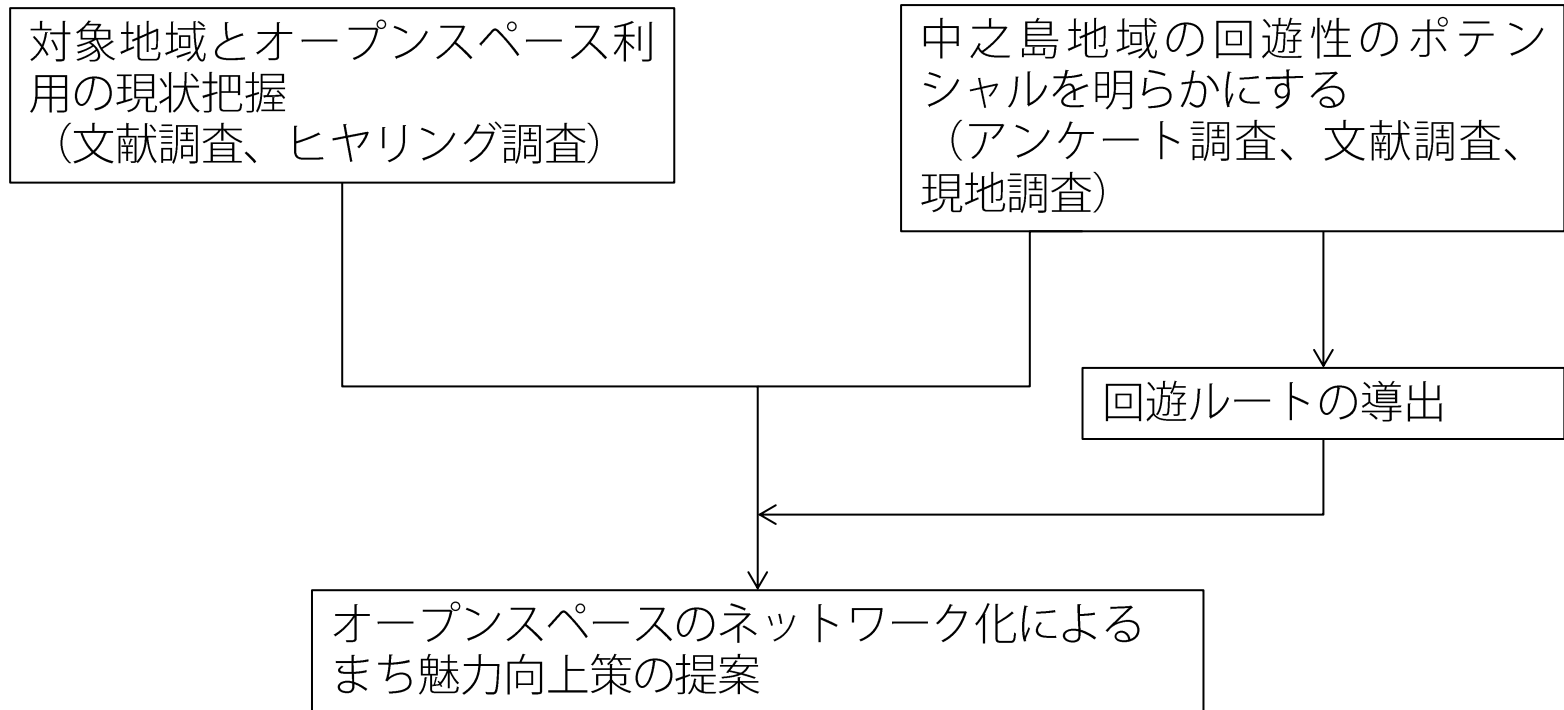 対象地域とオープンスペース利
用の現状把握
（文献調査、ヒヤリング調査）
中之島地域の回遊性のポテン
シャルを明らかにする
（アンケート調査、文献調査、
現地調査）
回遊ルートの導出
オープンスペースのネットワーク化による
まち魅力向上策の提案